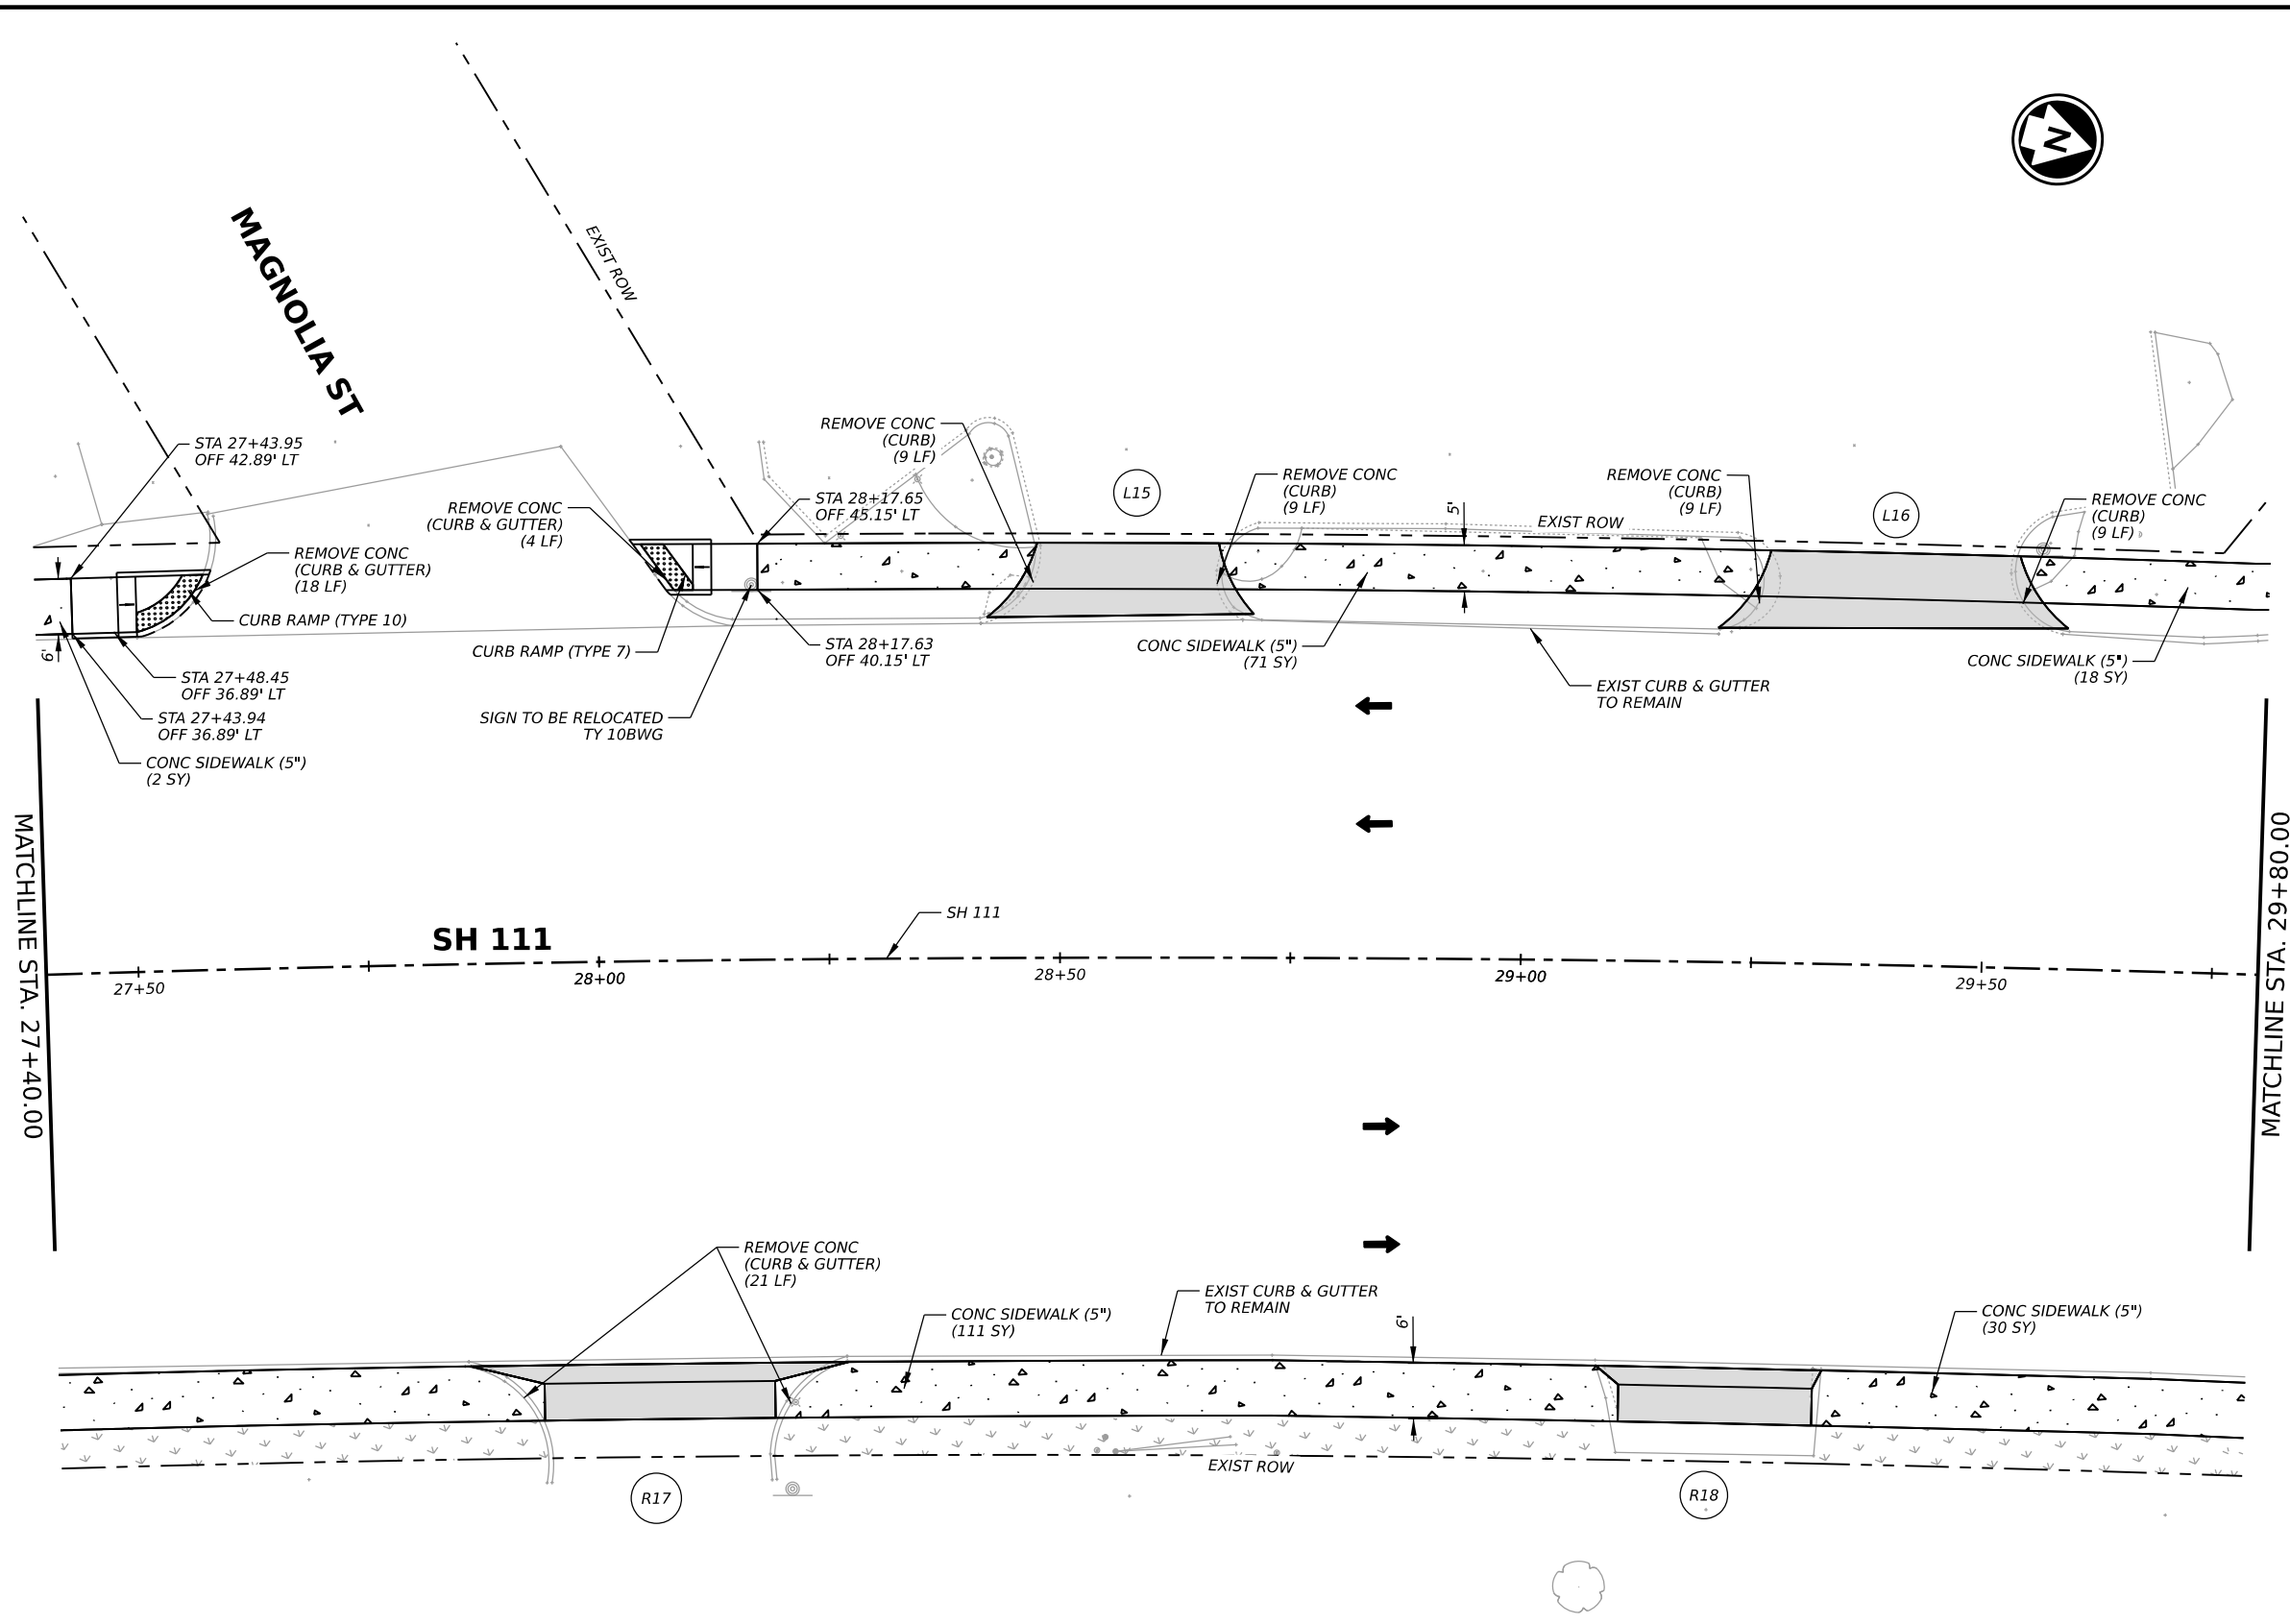 N
MAGNOLIA ST
EXIST ROW
STA 27+43.95
OFF 42.89' LT
REMOVE CONC
(CURB & GUTTER)
(18 LF)
CURB RAMP (TYPE 10)
6'
STA 27+48.45
OFF 36.89' LT
STA 27+43.94
OFF 36.89' LT
CONC SIDEWALK (5")
(2 SY)
REMOVE CONC
(CURB & GUTTER)
(4 LF)
CURB RAMP (TYPE 7)
SIGN TO BE RELOCATED
TY 10BWG
REMOVE CONC
(CURB)
(9 LF)
STA 28+17.65
OFF 45.15' LT
STA 28+17.63
OFF 40.15' LT
L15
REMOVE CONC
(CURB)
(9 LF)
CONC SIDEWALK (5")
(71 SY)
5'
EXIST ROW
REMOVE CONC
(CURB)
(9 LF)
EXIST CURB & GUTTER
TO REMAIN
L16
REMOVE CONC
(CURB)
(9 LF)
CONC SIDEWALK (5")
(18 SY)
MATCHLINE STA. 27+40.00
MATCHLINE STA. 29+80.00
SH 111
SH 111
27+50
28+00
28+50
29+00
29+50
REMOVE CONC
(CURB & GUTTER)
(21 LF)
CONC SIDEWALK (5")
(111 SY)
EXIST CURB & GUTTER
TO REMAIN
6'
CONC SIDEWALK (5")
(30 SY)
EXIST ROW
R17
R18